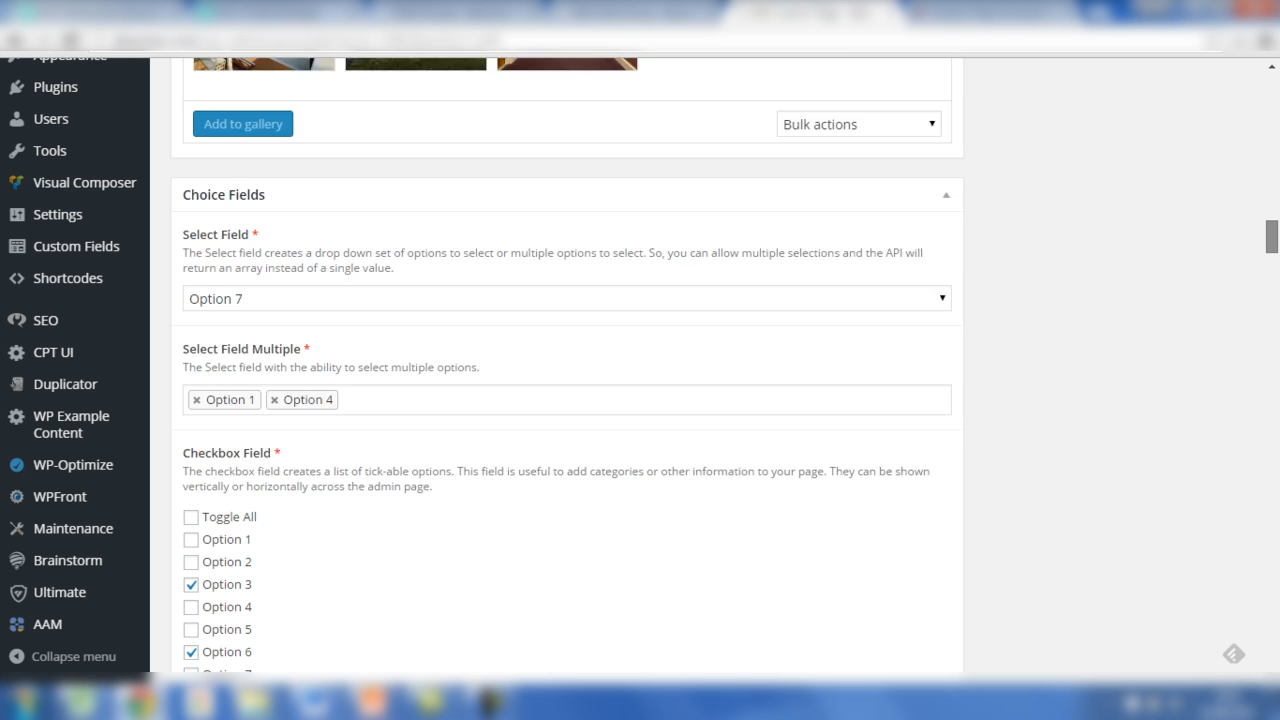 Appearance
Plugins
Users
Tools
Visual Composer
Settings
Custom Fields
Shortcodes
SEO
CPT UI
Duplicator
WP Example
Content
WP-Optimize
WPFront
Maintenance
Brainstorm
Ultimate
AAM
Collapse menu
Add to gallery
Bulk actions
Choice Fields
Select Field *
The Select field creates a drop down set of options to select or multiple options to select. So, you can allow multiple selections and the API will
return an array instead of a single value.
Option 7
Select Field Multiple *
The Select field with the ability to select multiple options.
Option 1 Option 4
Checkbox Field *
The checkbox field creates a list of tick-able options. This field is useful to add categories or other information to your page. They can be shown
vertically or horizontally across the admin page.
Toggle All
Option 1
Option 2
Option 3
Option 4
Option 5
Option 6